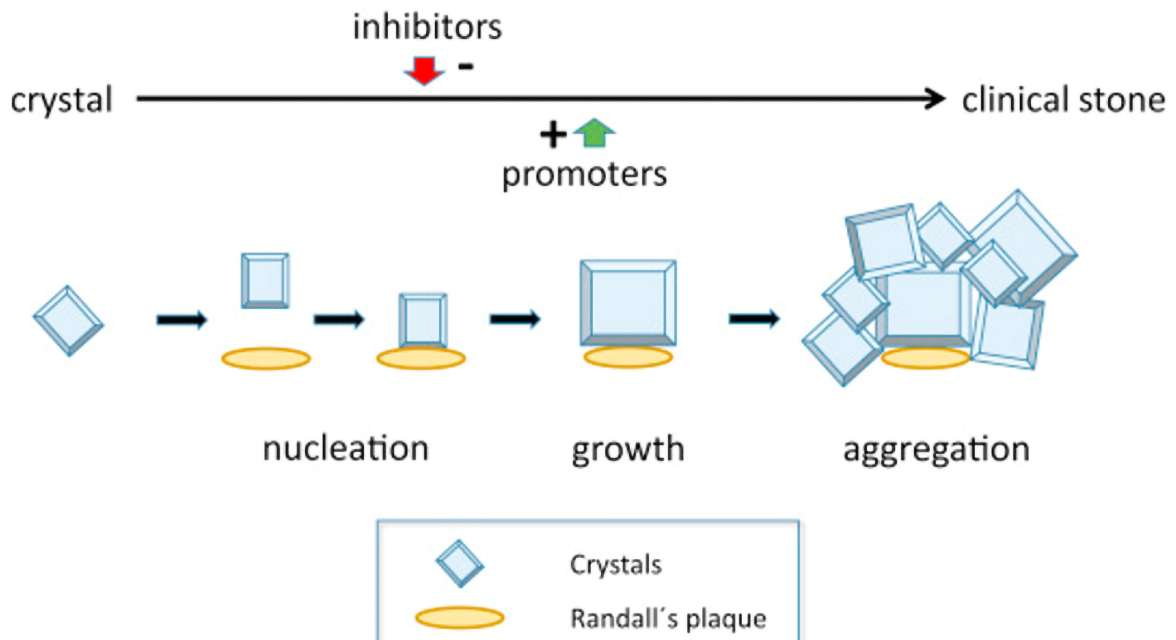 inhibitors
-
crystal
clinical stone
+
promoters
nucleation
growth
aggregation
Crystals
Randall´s plaque